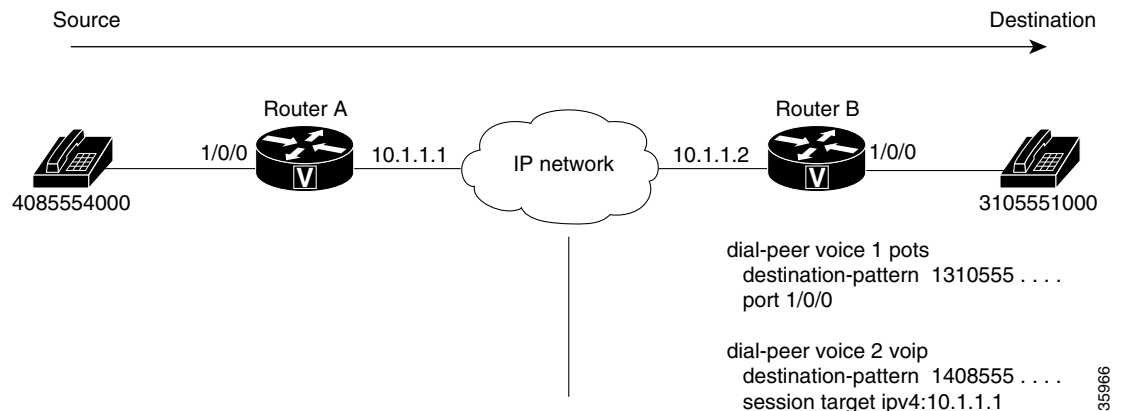 Source
Destination
Router A
Router B
1/0/0
10.1.1.1
IP network
10.1.1.2
1/0/0
V
V
4085554000
3105551000
dial-peer voice 1 pots
destination-pattern 1310555 . . . .
port 1/0/0
dial-peer voice 2 voip
destination-pattern 1408555 . . . .
session target ipv4:10.1.1.1
35966